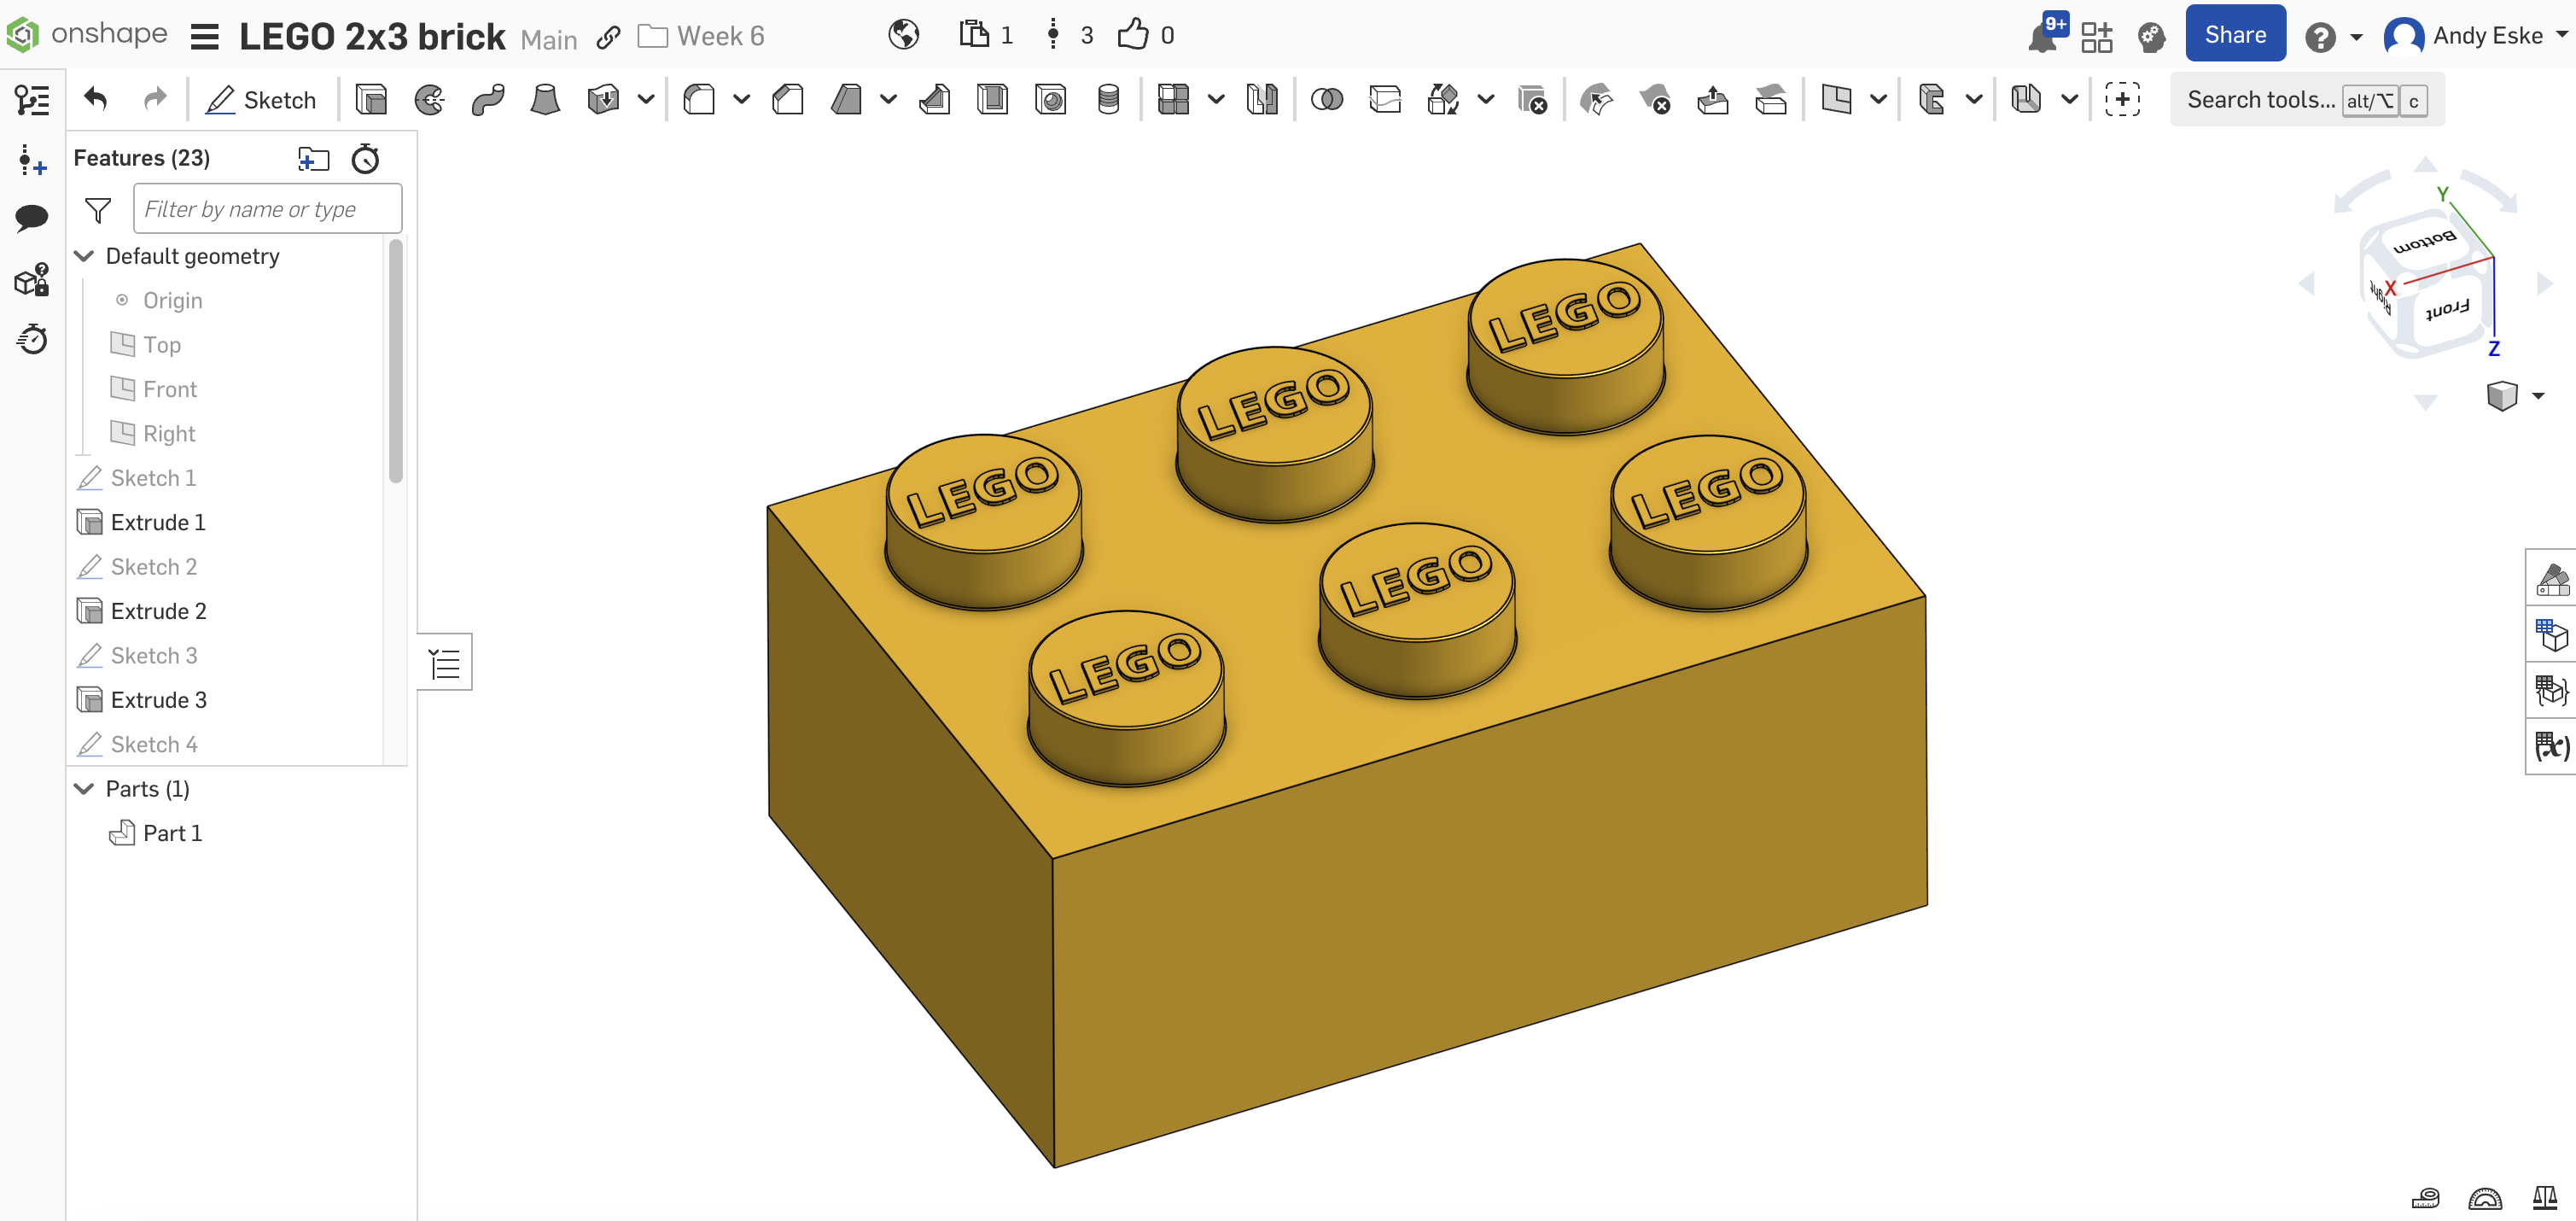 onshape LEGO 2x3 brick Main Week 6 1 3 0 9+ Share Andy Eske
Sketch Search tools... alt/⌥ c
Features (23)
Filter by name or type
Default geometry
Origin
Top
Front
Right
Sketch 1
Extrude 1
Sketch 2
Extrude 2
Sketch 3
Extrude 3
Sketch 4
Parts (1)
Part 1
LEGO
LEGO
LEGO
LEGO
LEGO
LEGO
Y
Bottom
X
Right
Front
Z
(x)